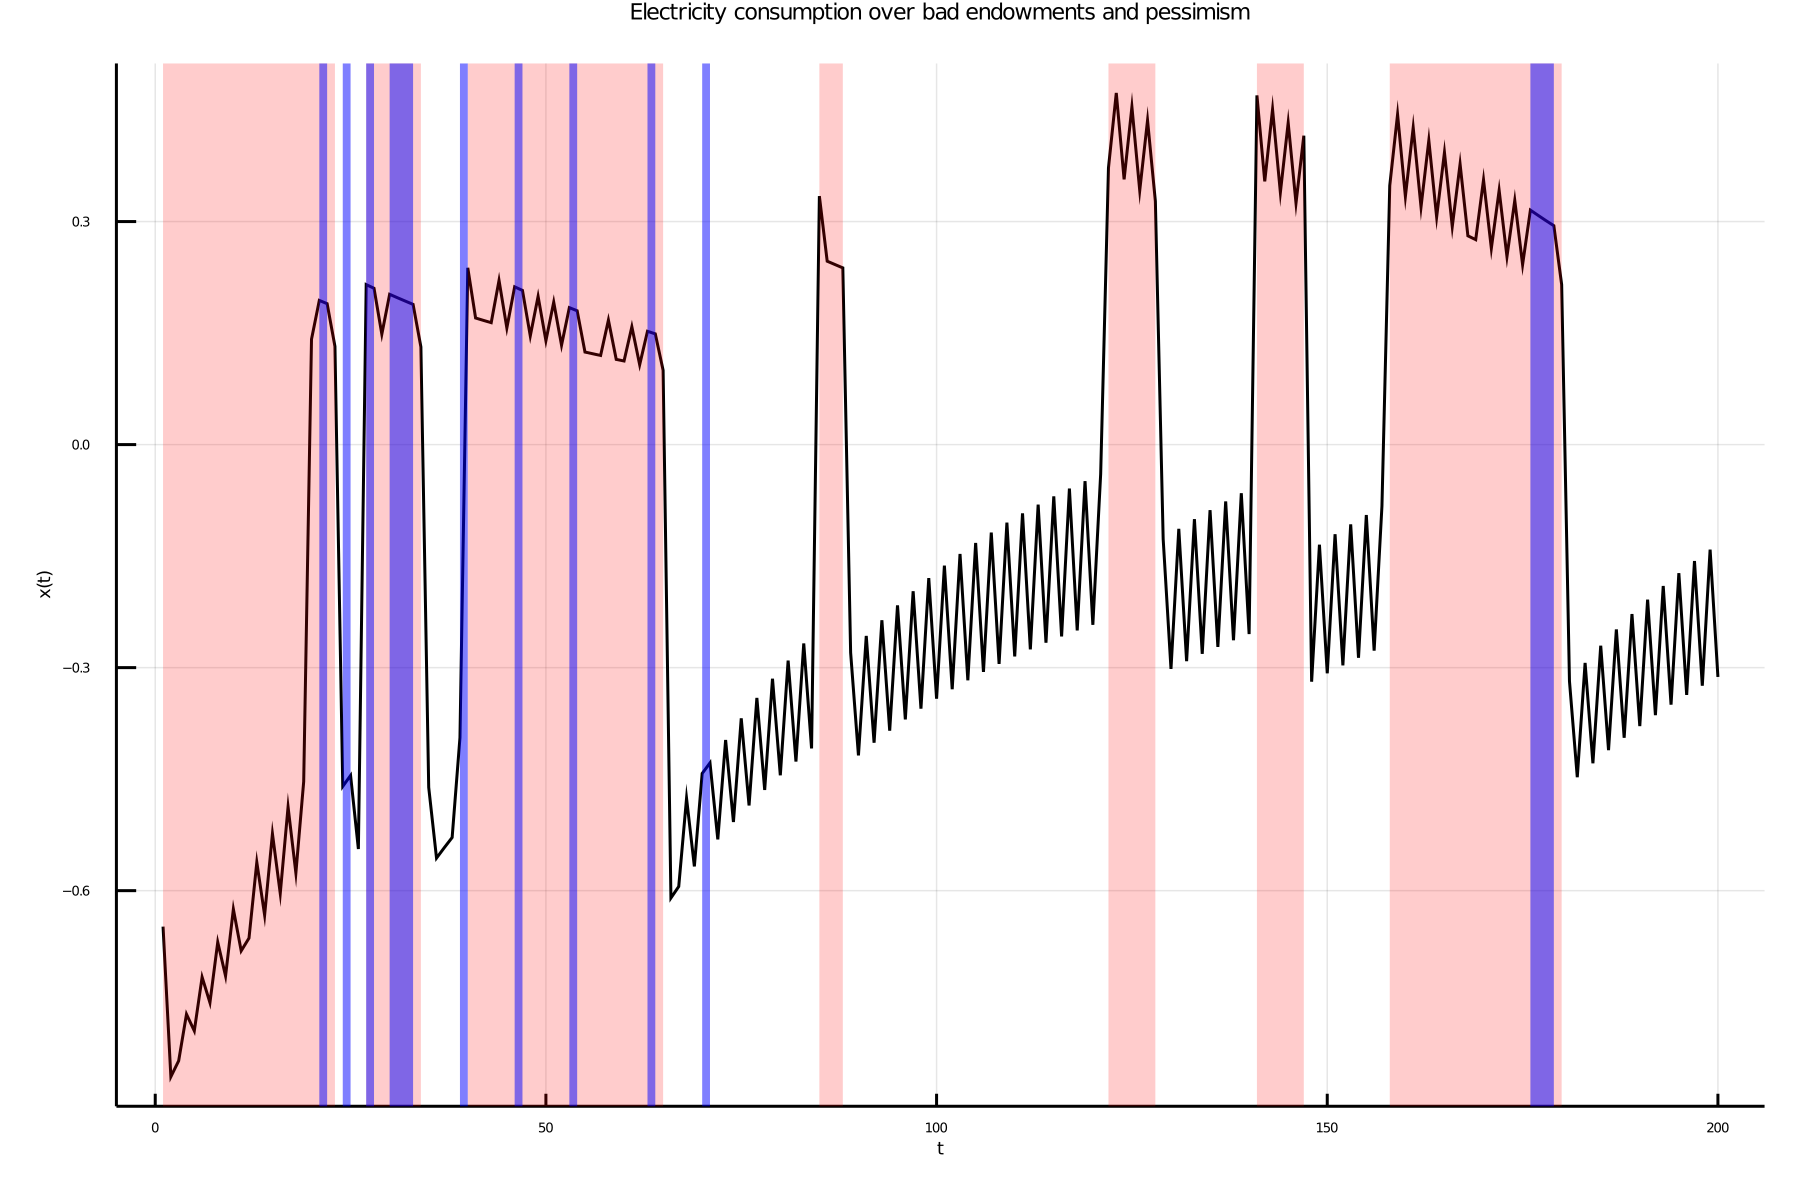 Electricity consumption over bad endowments and pessimism
x(t)
0.3
0.0
−0.3
−0.6
0 50 100 150 200
t